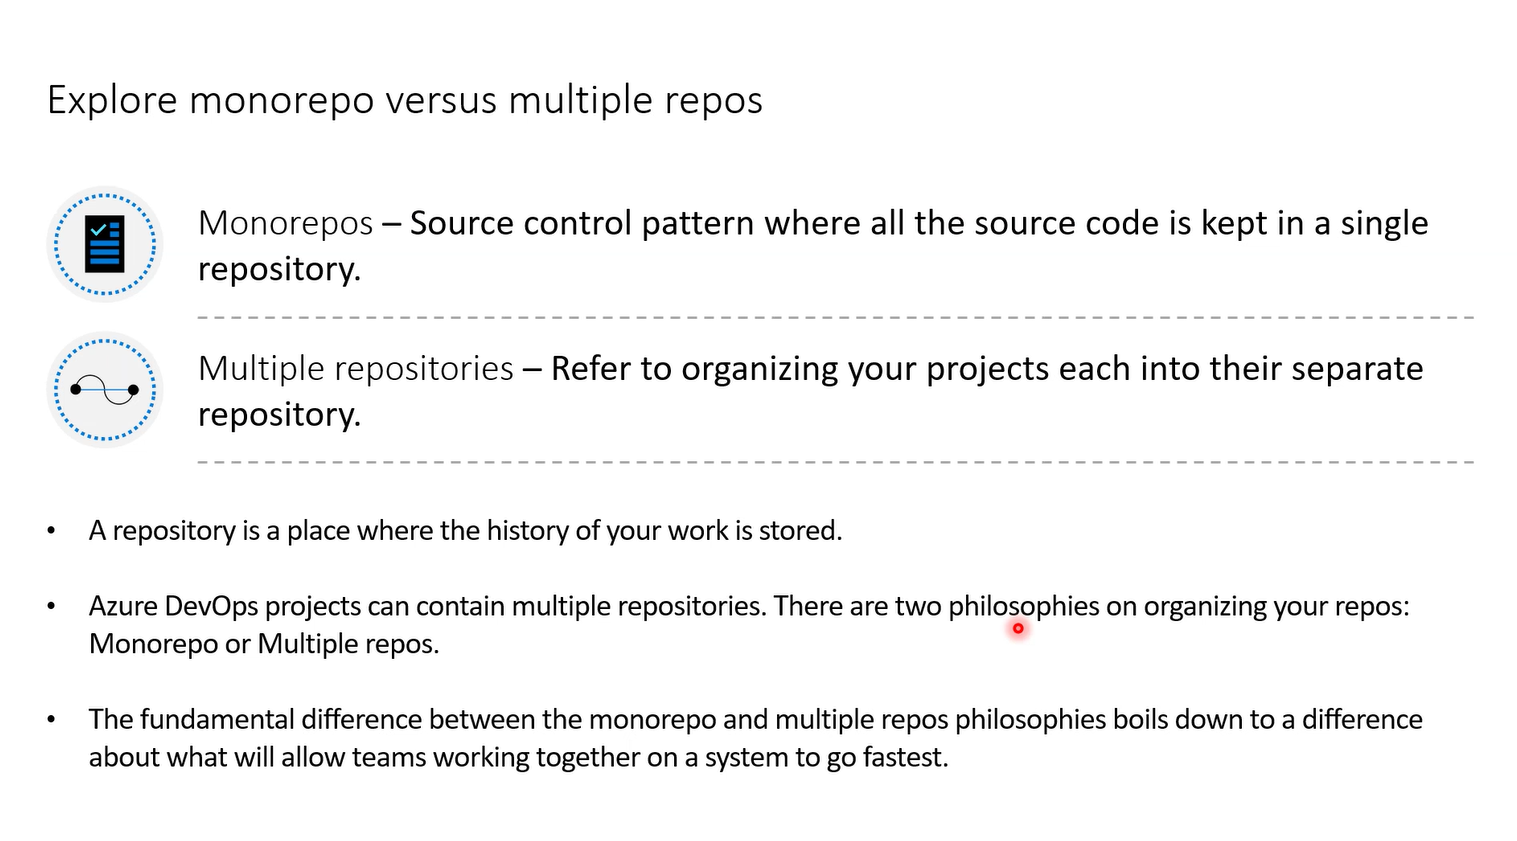 Explore monorepo versus multiple repos
Monorepos – Source control pattern where all the source code is kept in a single
repository.
Multiple repositories – Refer to organizing your projects each into their separate
repository.
• A repository is a place where the history of your work is stored.
• Azure DevOps projects can contain multiple repositories. There are two philosophies on organizing your repos:
Monorepo or Multiple repos.
• The fundamental difference between the monorepo and multiple repos philosophies boils down to a difference
about what will allow teams working together on a system to go fastest.